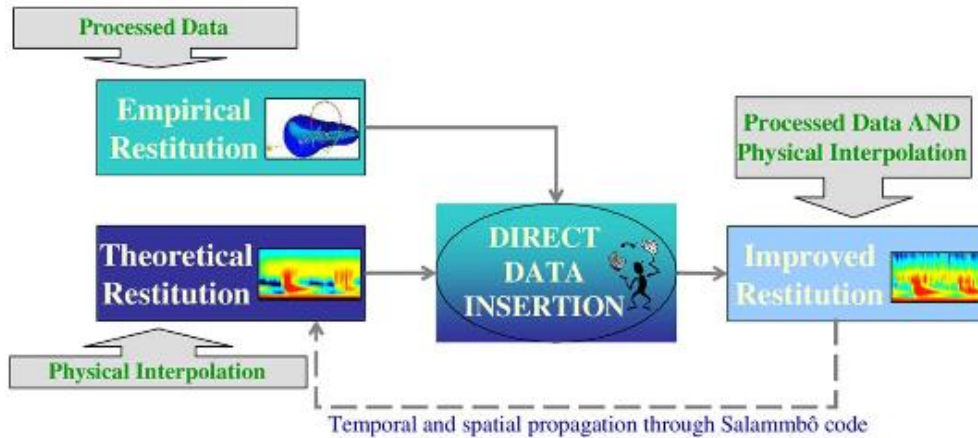 Processed Data
Empirical
Restitution
Processed Data AND
Physical Interpolation
Theoretical
Restitution
DIRECT
DATA
INSERTION
Improved
Restitution
Physical Interpolation
Temporal and spatial propagation through Salammbô code